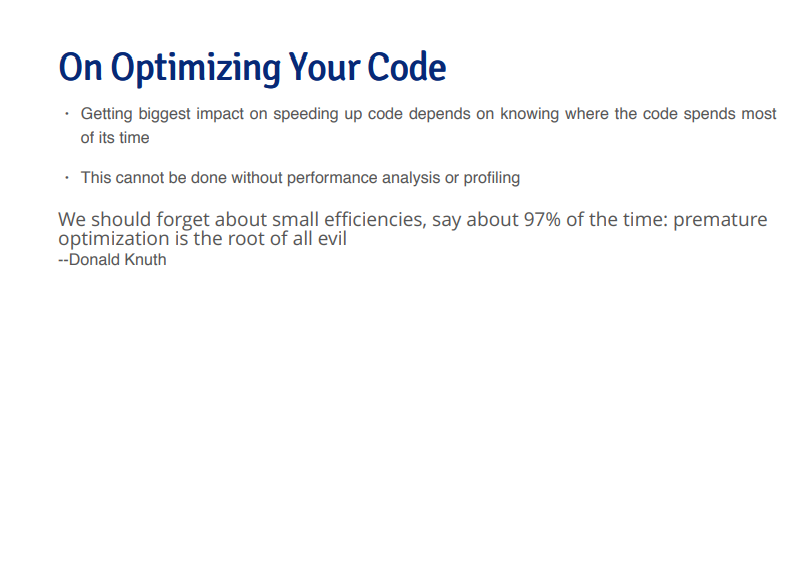 On Optimizing Your Code
· Getting biggest impact on speeding up code depends on knowing where the code spends most
of its time
· This cannot be done without performance analysis or profiling
We should forget about small efficiencies, say about 97% of the time: premature
optimization is the root of all evil
--Donald Knuth